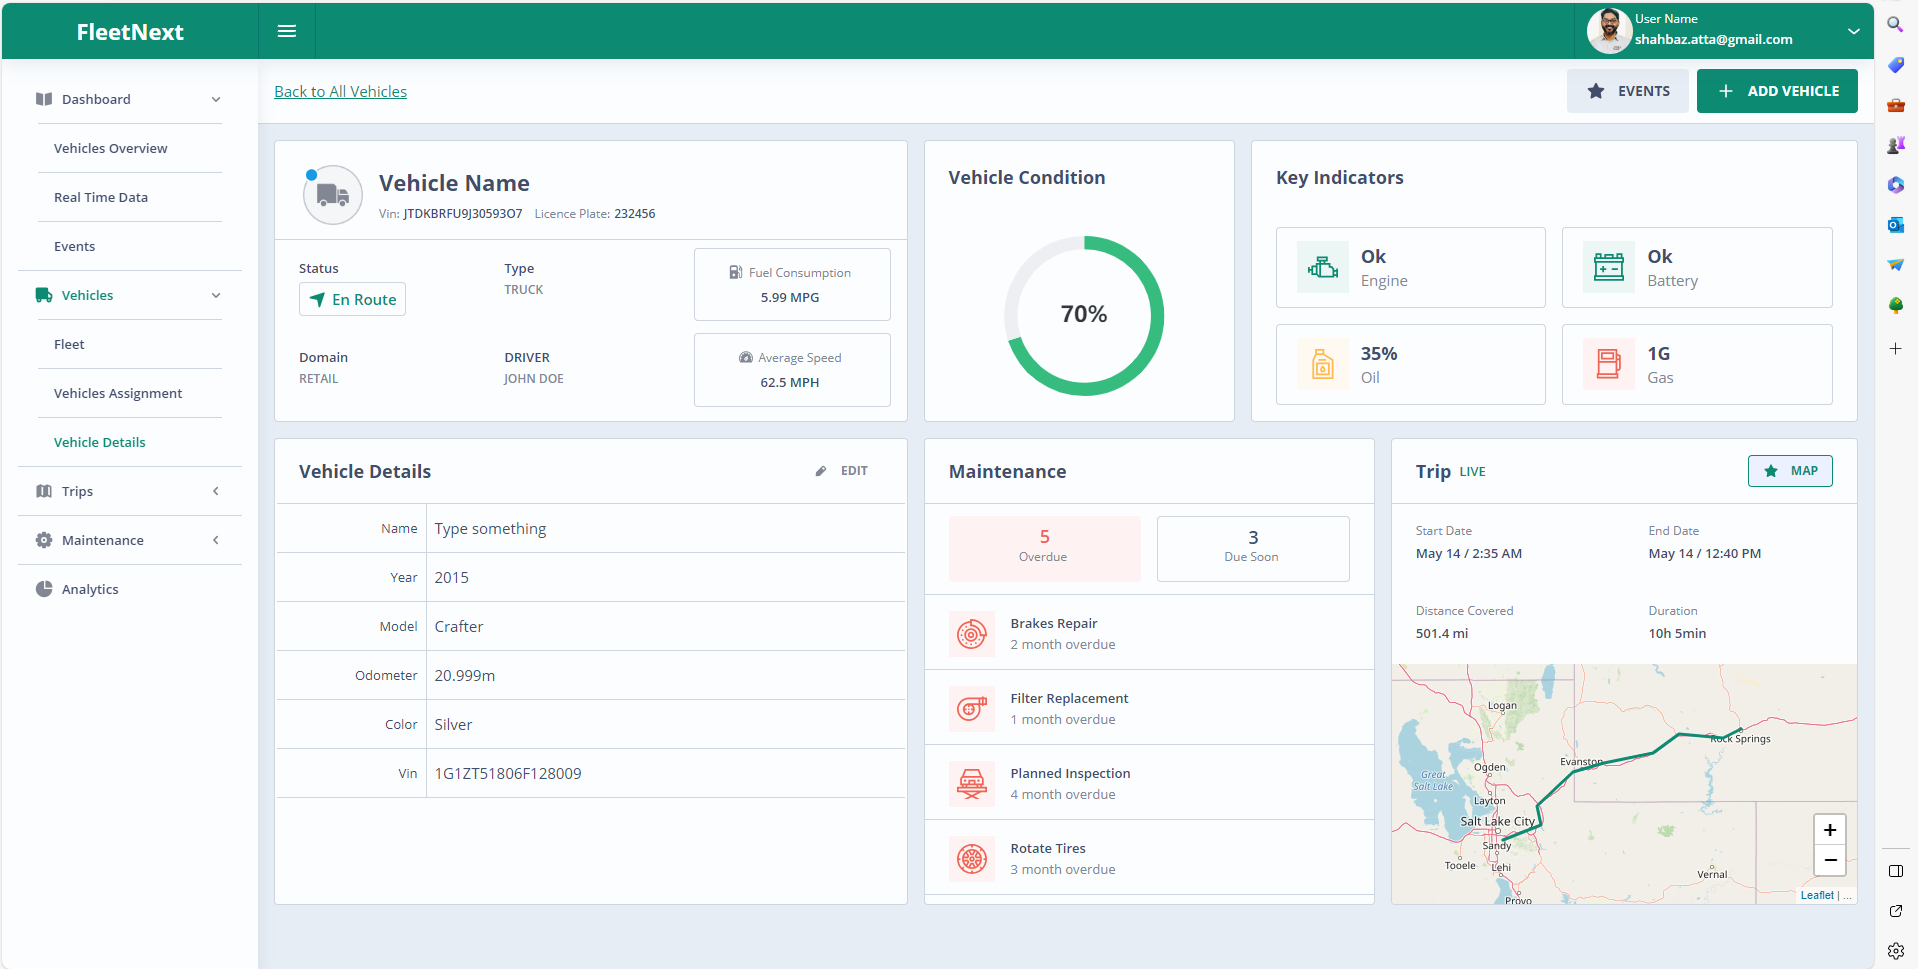 FleetNext
User Name
shahbaz.atta@gmail.com
Dashboard
Vehicles Overview
Real Time Data
Events
Vehicles
Fleet
Vehicles Assignment
Vehicle Details
Trips
Maintenance
Analytics
Back to All Vehicles
EVENTS
ADD VEHICLE
Vehicle Name
Vin: JTDKBRFU9J3059307 Licence Plate: 232456
Status
En Route
Type
TRUCK
Domain
RETAIL
DRIVER
JOHN DOE
Fuel Consumption
5.99 MPG
Average Speed
62.5 MPH
Vehicle Condition
70%
Key Indicators
Ok
Engine
Ok
Battery
35%
Oil
1G
Gas
Vehicle Details
EDIT
Name Type something
Year 2015
Model Crafter
Odometer 20.999m
Color Silver
Vin 1G1ZT51806F128009
Maintenance
5
Overdue
3
Due Soon
Brakes Repair
2 month overdue
Filter Replacement
1 month overdue
Planned Inspection
4 month overdue
Rotate Tires
3 month overdue
Trip LIVE
MAP
Start Date
May 14 / 2:35 AM
End Date
May 14 / 12:40 PM
Distance Covered
501.4 mi
Duration
10h 5min
Logan
Rock Springs
Evanston
Ogden
Great
Salt Lake
Layton
Salt Lake City
Sandy
Tooele
Lehi
Vernal
Provo
+
−
Leaflet | ...